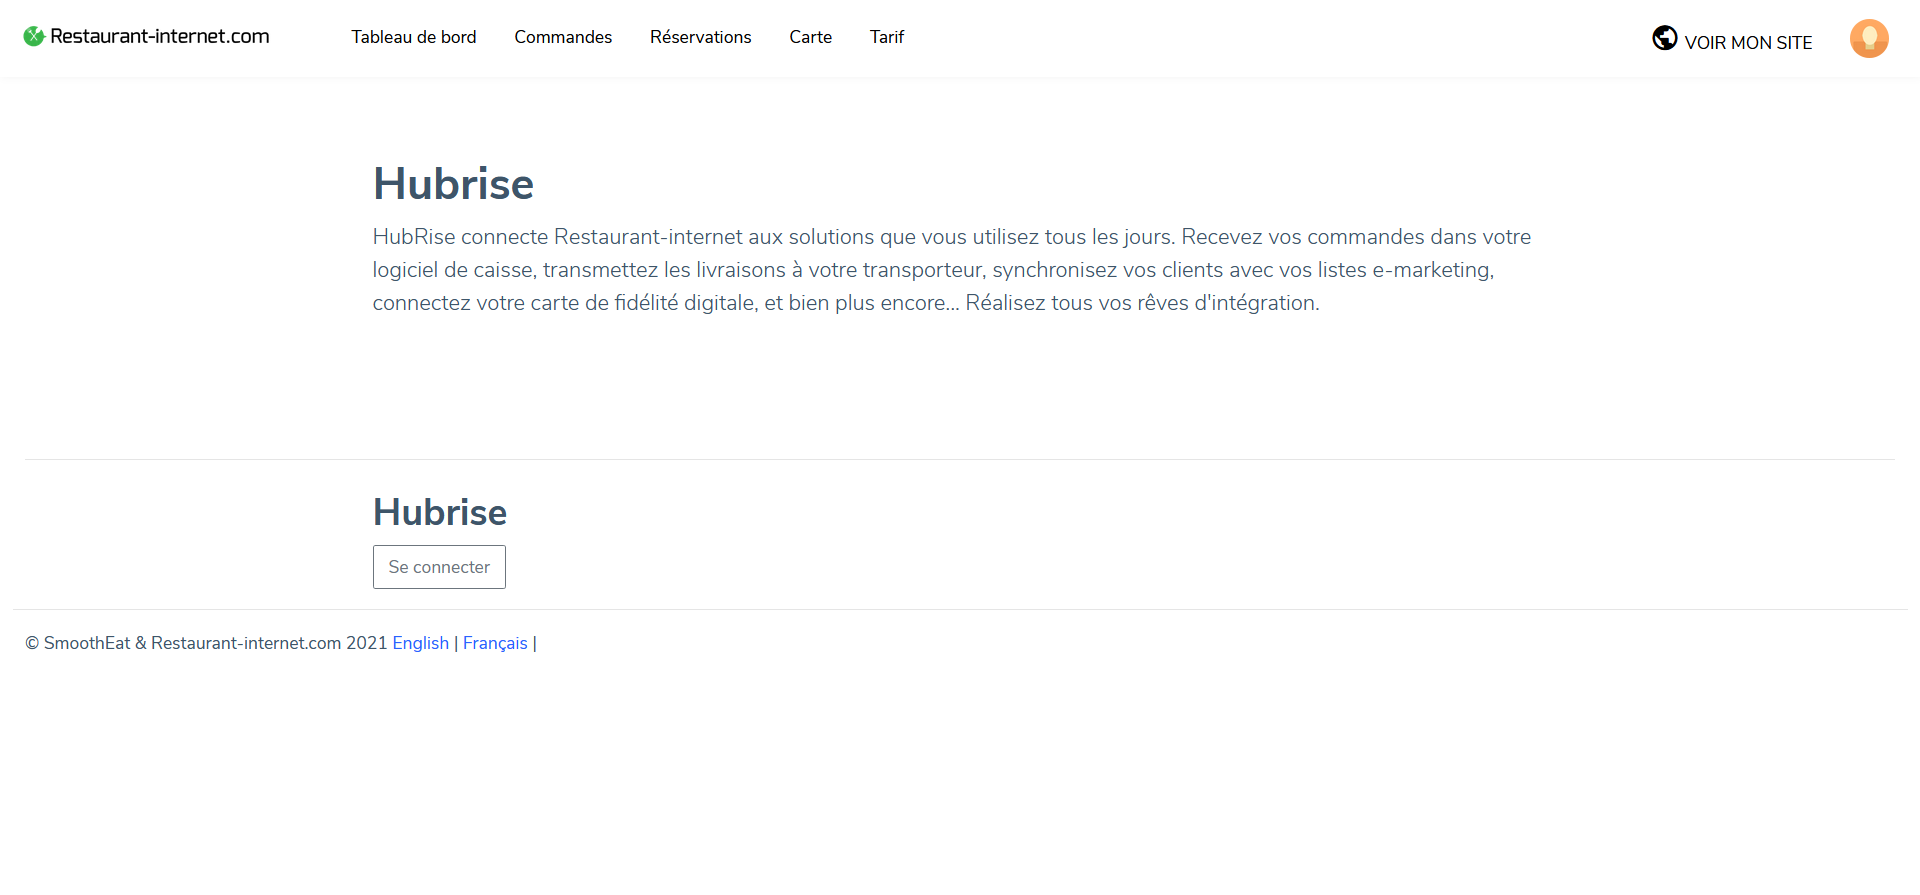 Restaurant-internet.com
Tableau de bord
Commandes
Réservations
Carte
Tarif
VOIR MON SITE
Hubrise
HubRise connecte Restaurant-internet aux solutions que vous utilisez tous les jours. Recevez vos commandes dans votre
logiciel de caisse, transmettez les livraisons à votre transporteur, synchronisez vos clients avec vos listes e-marketing,
connectez votre carte de fidélité digitale, et bien plus encore... Réalisez tous vos rêves d'intégration.
Hubrise
Se connecter
© SmoothEat & Restaurant-internet.com 2021 English | Français |